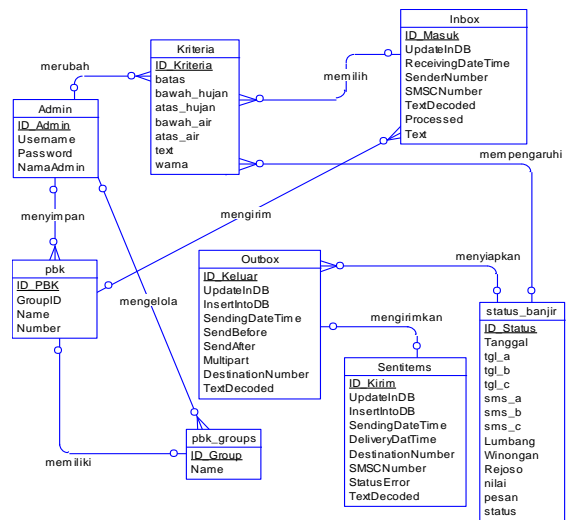 Inbox
ID_Masuk
UpdateInDB
ReceivingDateTime
SenderNumber
SMSCNumber
TextDecoded
Processed
Text
Kriteria
ID_Kriteria
batas
bawah_hujan
atas_hujan
bawah_air
atas_air
text
warna
merubah
memilih
Admin
ID_Admin
Username
Password
NamaAdmin
mempengaruhi
menyimpan
mengirim
pbk
ID_PBK
GroupID
Name
Number
mengelola
Outbox
ID_Keluar
UpdateInDB
InsertIntoDB
SendingDateTime
SendBefore
SendAfter
Multipart
DestinationNumber
TextDecoded
menyiapkan
mengirimkan
status_banjir
ID_Status
Tanggal
tgl_a
tgl_b
tgl_c
sms_a
sms_b
sms_c
Lumbang
Winongan
Rejoso
nilai
pesan
status
Sentitems
ID_Kirim
UpdateInDB
InsertIntoDB
SendingDateTime
DeliveryDatTime
DestinationNumber
SMSCNumber
StatusError
TextDecoded
pbk_groups
ID_Group
Name
memiliki